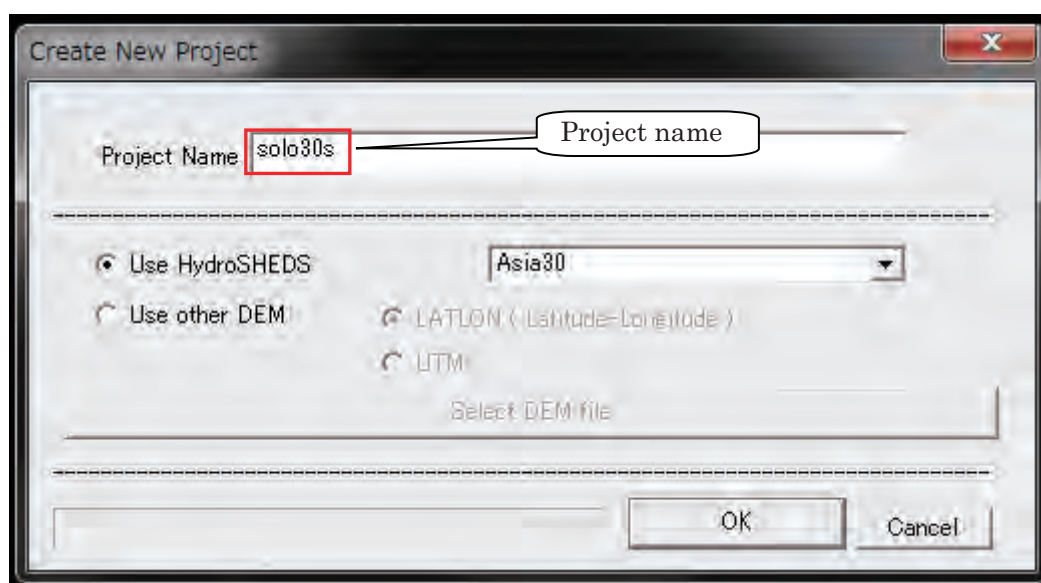 Create New Project
Project name
Project Name solo30s
Use HydroSHEDS Asia30
Use other DEM LATLON ( Latitude-Longitude )
UTM
Select DEM file
OK Cancel